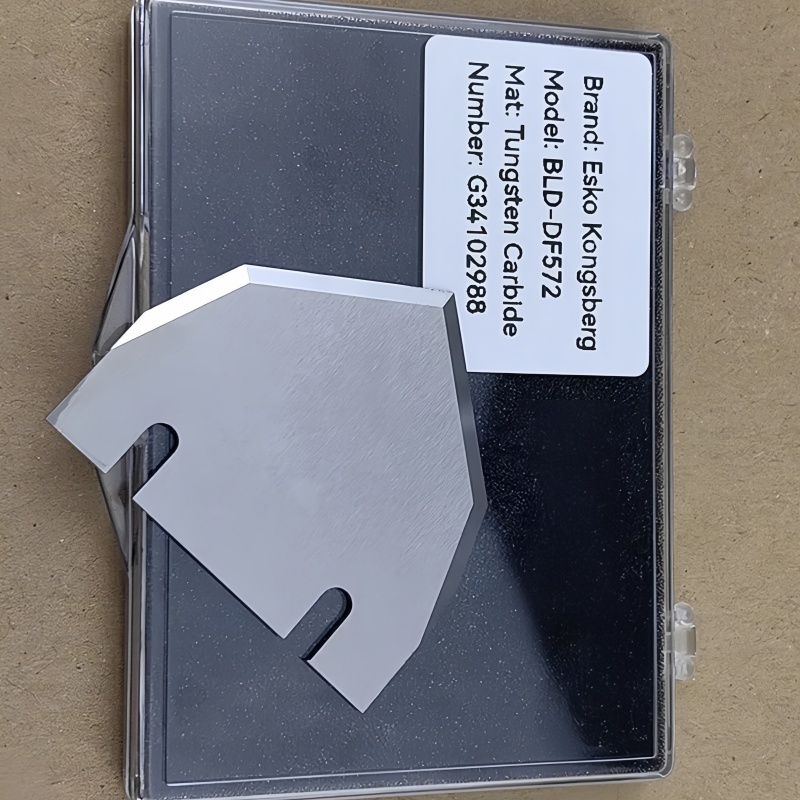 Brand: Esko Kongsberg
Model: BLD-DF572
Mat: Tungsten Carbide
Number: G34102988